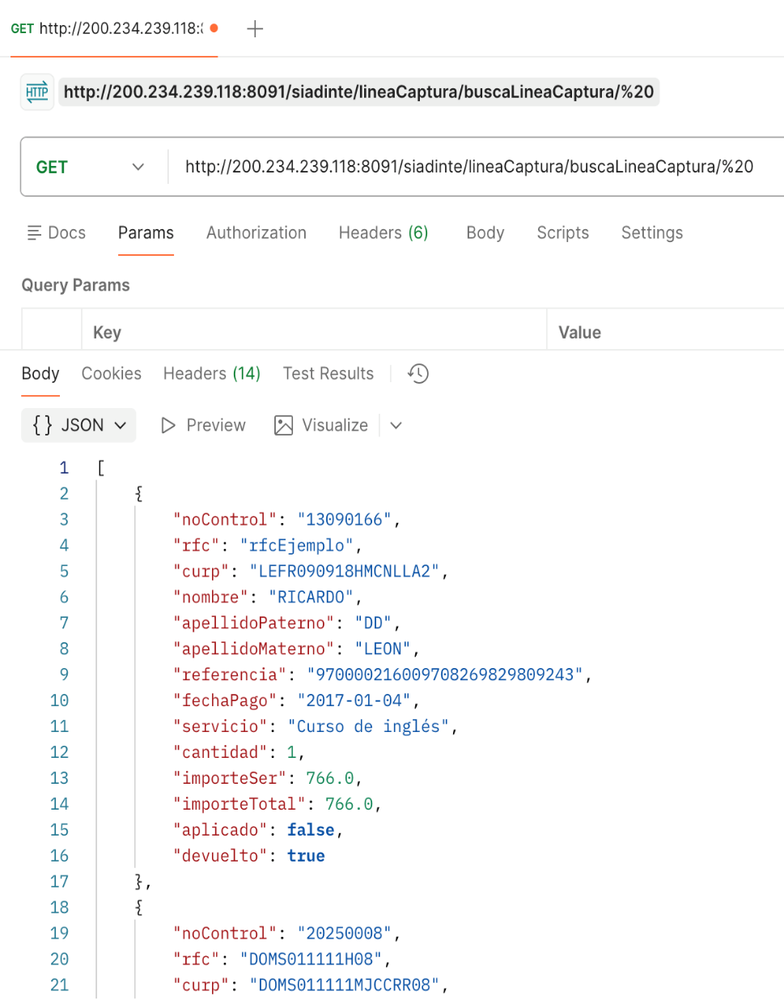 GET http://200.234.239.118:
HTTP http://200.234.239.118:8091/siadinte/lineaCaptura/buscaLineaCaptura/%20
GET http://200.234.239.118:8091/siadinte/lineaCaptura/buscaLineaCaptura/%20
Docs Params Authorization Headers (6) Body Scripts Settings
Query Params
Key Value
Body Cookies Headers (14) Test Results
{} JSON Preview Visualize
1 [
2 {
3 "noControl": "13090166",
4 "rfc": "rfcEjemplo",
5 "curp": "LEFR090918HMCNLLA2",
6 "nombre": "RICARDO",
7 "apellidoPaterno": "DD",
8 "apellidoMaterno": "LEON",
9 "referencia": "970000216009708269829809243",
10 "fechaPago": "2017-01-04",
11 "servicio": "Curso de inglés",
12 "cantidad": 1,
13 "importeSer": 766.0,
14 "importeTotal": 766.0,
15 "aplicado": false,
16 "devuelto": true
17 },
18 {
19 "noControl": "20250008",
20 "rfc": "DOMS011111H08",
21 "curp": "DOMS011111MJCCRR08",